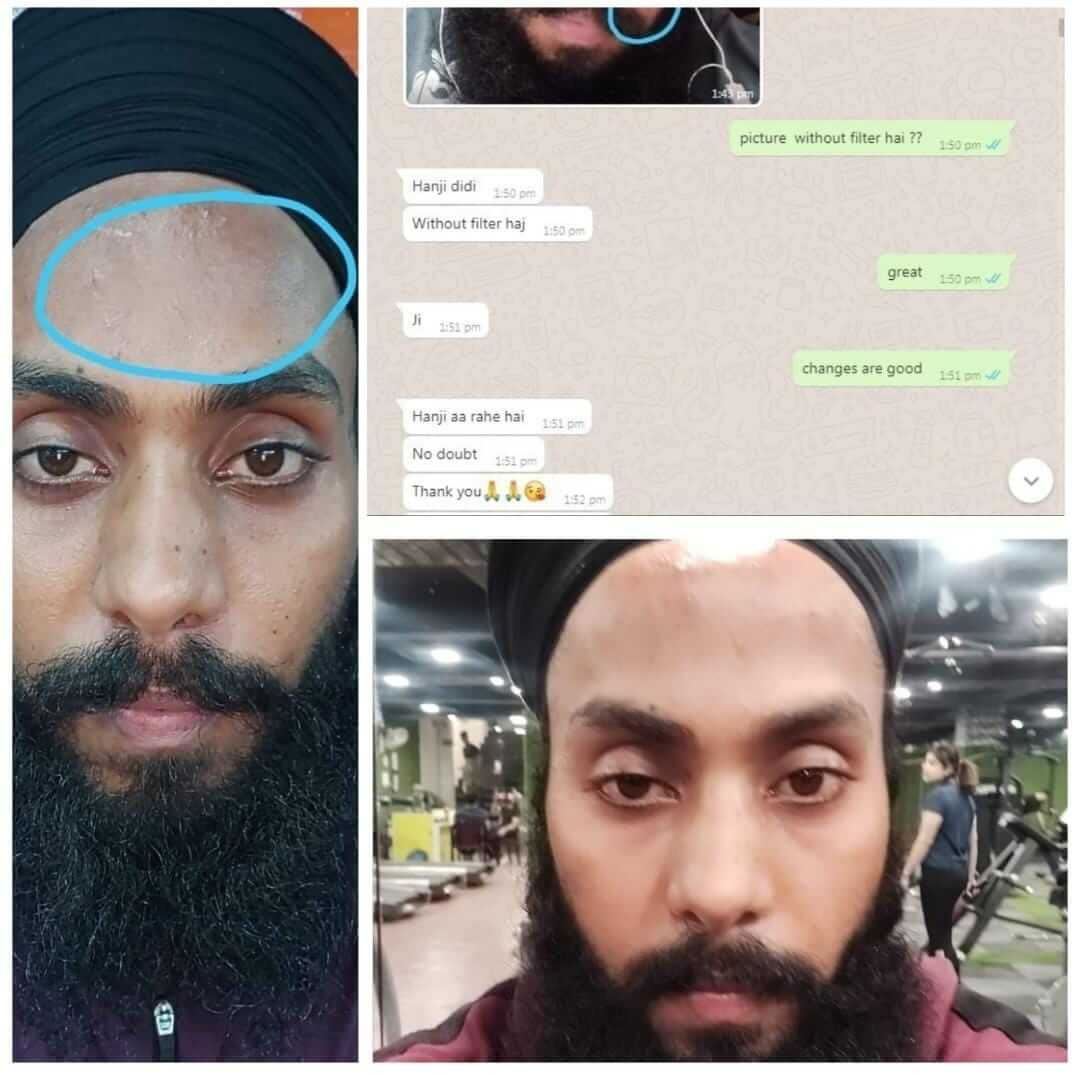 1:43 pm
picture without filter hai ?? 1:50 pm
Hanji didi 1:50 pm
Without filter haj 1:50 pm
great 1:50 pm
Ji 1:51 pm
changes are good 1:51 pm
Hanji aa rahe hai 1:51 pm
No doubt 1:51 pm
Thank you🙏🙏😘 1:52 pm